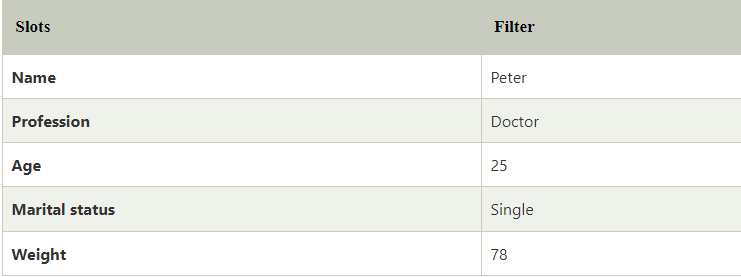 Slots Filter
Name Peter
Profession Doctor
Age 25
Marital status Single
Weight 78